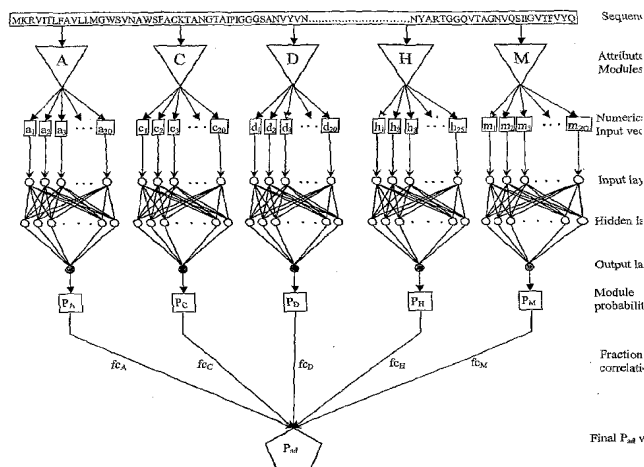 MKRVITLFAVLLMGWSVNAWSFACKTANGTAIPIGGGSANVYVN.................................NYARTGGQVTAGNVQSIIGVTFVYQ
Sequenc
A C D H M
Attribute
Modules
a1 a2 a3 ... a20 c1 c2 c3 ... c20 d1 d2 d3 ... d20 h1 h2 h3 ... h25 m1 m2 m3 ... m20
Numeric
Input vec
Input lay
Hidden la
Output la
PA PC PD PH PM
Module
probabilit
fcA fcC fcD fcH fcM
Fraction
correlati
Pad
Final Pad v